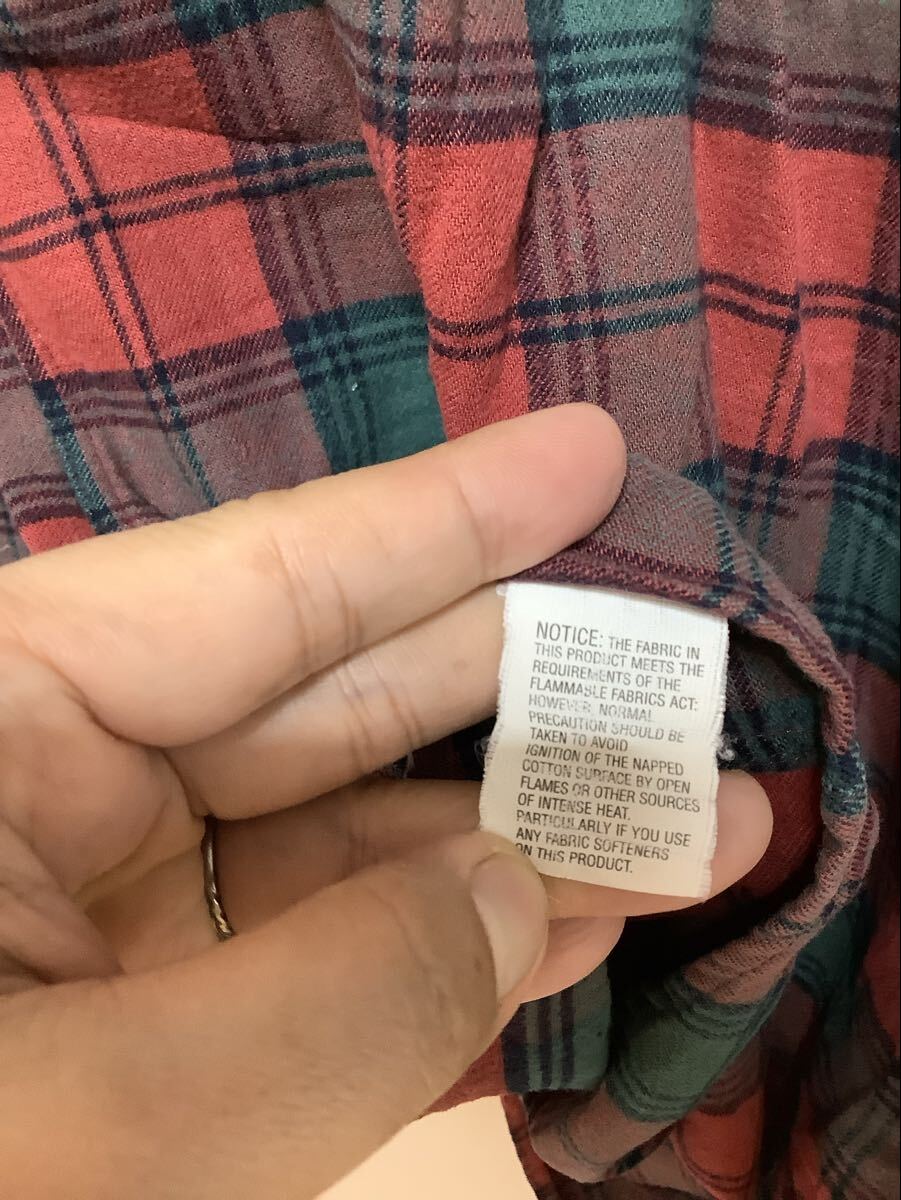 NOTICE: THE FABRIC IN
THIS PRODUCT MEETS THE
REQUIREMENTS OF THE
FLAMMABLE FABRICS ACT:
HOWEVER, NORMAL
PRECAUTION SHOULD BE
TAKEN TO AVOID
IGNITION OF THE NAPPED
COTTON SURFACE BY OPEN
FLAMES OR OTHER SOURCES
OF INTENSE HEAT.
PARTICULARLY IF YOU USE
ANY FABRIC SOFTENERS
ON THIS PRODUCT.